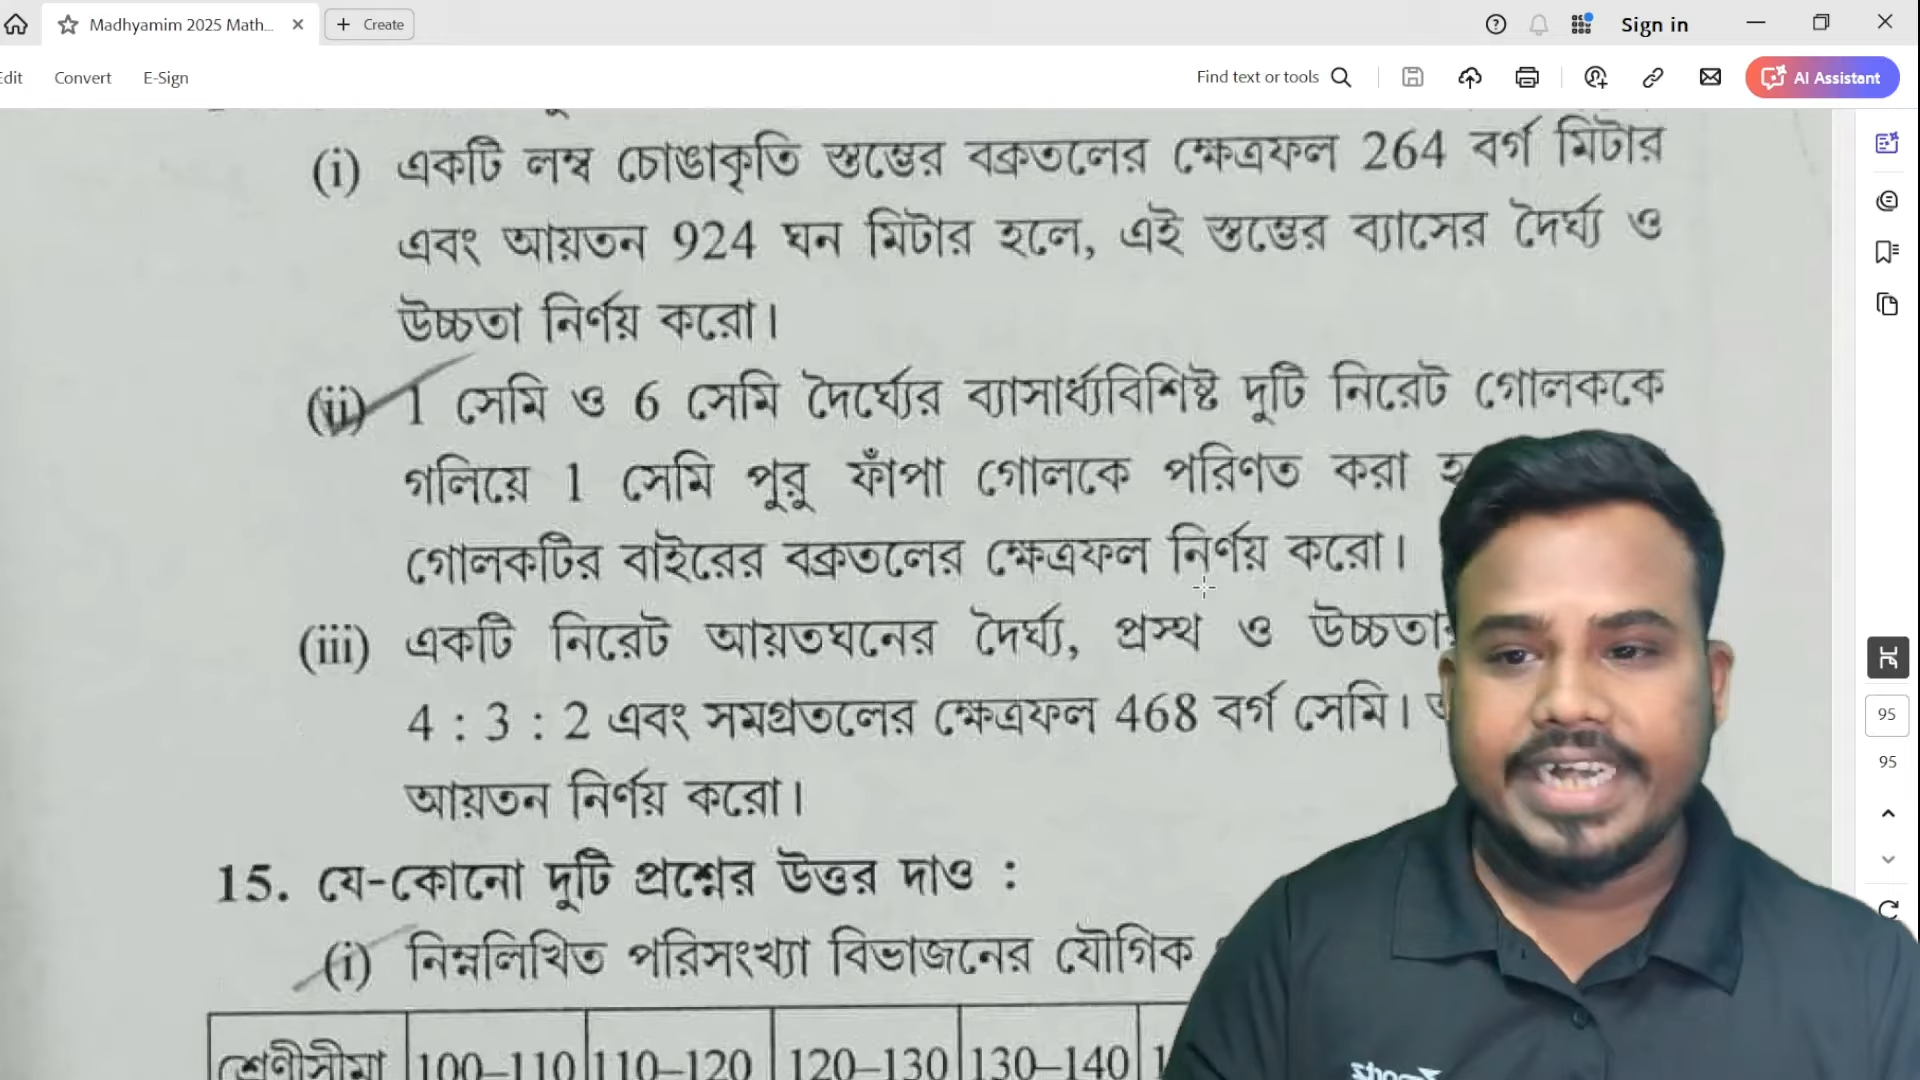 Madhyamim 2025 Math...
Create
Sign in
Convert
E-Sign
Find text or tools
AI Assistant
(i) একটি লম্ব চোঙাকৃতি স্তম্ভের বক্রতলের ক্ষেত্রফল 264 বর্গ মিটার
এবং আয়তন 924 ঘন মিটার হলে, এই স্তম্ভের ব্যাসের দৈর্ঘ্য ও
উচ্চতা নির্ণয় করো।
(ii) 1 সেমি ও 6 সেমি দৈর্ঘ্যের ব্যাসার্ধ্যবিশিষ্ট দুটি নিরেট গোলককে
গলিয়ে 1 সেমি পুরু ফাঁপা গোলকে পরিণত করা
গোলকটির বাইরের বক্রতলের ক্ষেত্রফল নির্ণয় করো।
(iii) একটি নিরেট আয়তঘনের দৈর্ঘ্য, প্রস্থ ও
4 : 3 : 2 এবং সমগ্রতলের ক্ষেত্রফল 468 বর্গ সেমি।
আয়তন নির্ণয় করো।
15. যে-কোনো দুটি প্রশ্নের উত্তর দাও :
(i) নিম্নলিখিত পরিসংখ্যা বিভাজনের যৌগিক
শ্রেণীসীমা 100–110 110–120 120–130 130–140
95
95